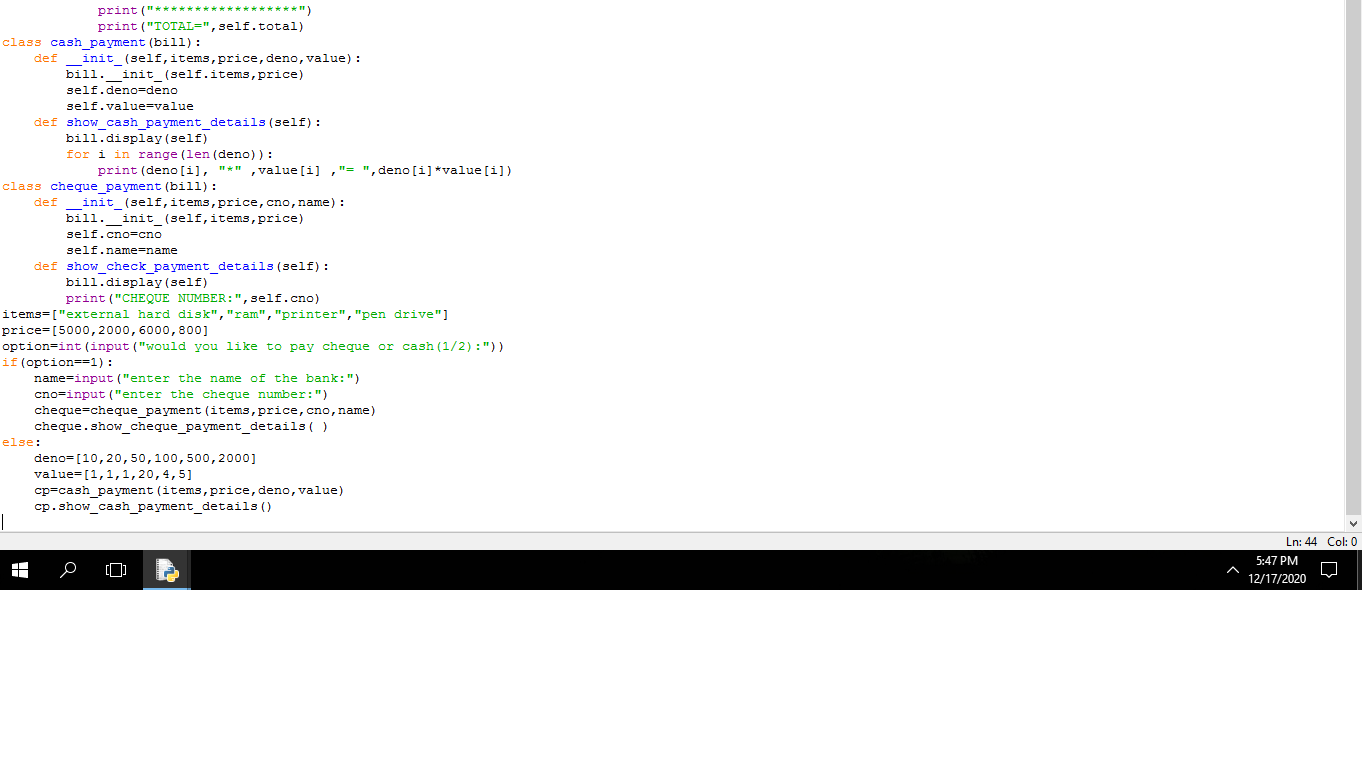 print("******************")
            print("TOTAL=",self.total)
class cash_payment(bill):
    def __init_(self,items,price,deno,value):
        bill.__init_(self.items,price)
        self.deno=deno
        self.value=value
    def show_cash_payment_details(self):
        bill.display(self)
        for i in range(len(deno)):
            print(deno[i], "*" ,value[i] ,"= ",deno[i]*value[i])
class cheque_payment(bill):
    def __init_(self,items,price,cno,name):
        bill.__init_(self,items,price)
        self.cno=cno
        self.name=name
    def show_check_payment_details(self):
        bill.display(self)
        print("CHEQUE NUMBER:",self.cno)
items=["external hard disk","ram","printer","pen drive"]
price=[5000,2000,6000,800]
option=int(input("would you like to pay cheque or cash(1/2):"))
if(option==1):
    name=input("enter the name of the bank:")
    cno=input("enter the cheque number:")
    cheque=cheque_payment(items,price,cno,name)
    cheque.show_cheque_payment_details( )
else:
    deno=[10,20,50,100,500,2000]
    value=[1,1,1,20,4,5]
    cp=cash_payment(items,price,deno,value)
    cp.show_cash_payment_details()
Ln: 44 Col: 0
5:47 PM
12/17/2020